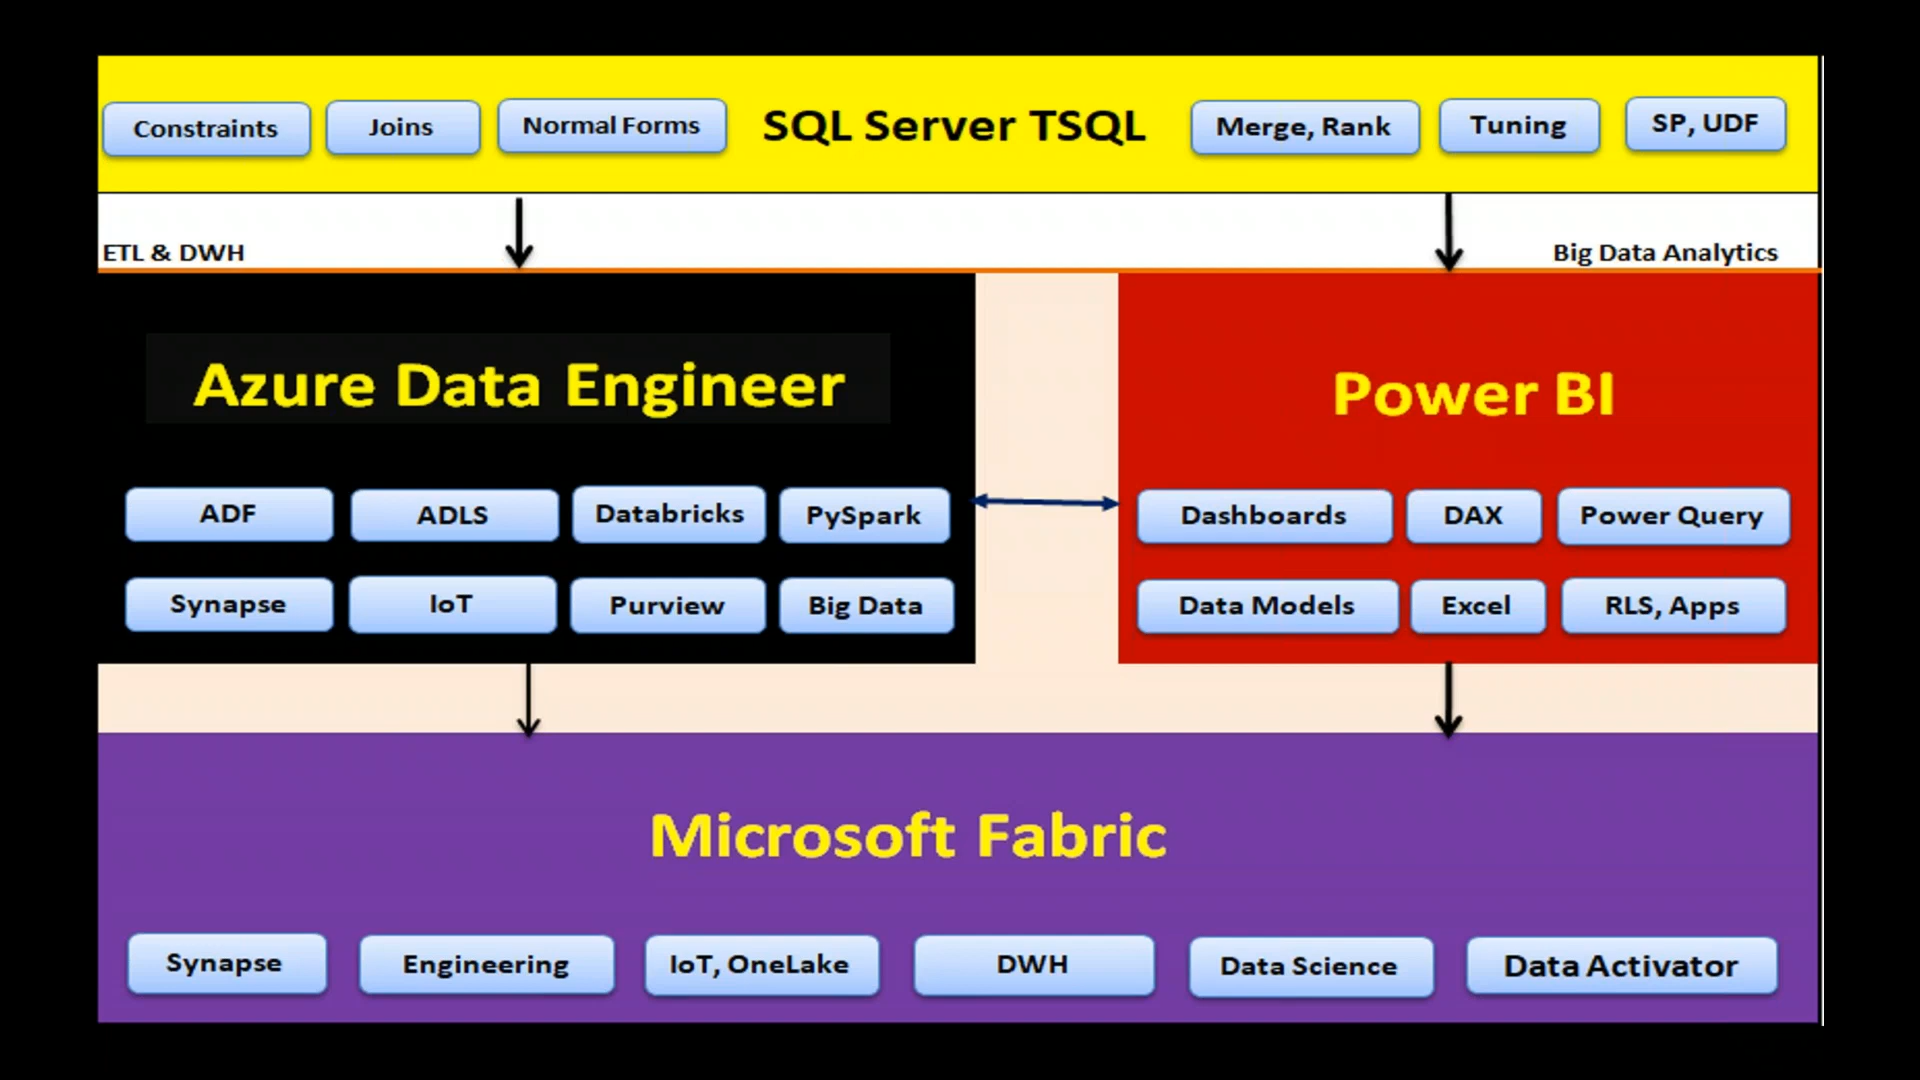 Constraints
Joins
Normal Forms
SQL Server TSQL
Merge, Rank
Tuning
SP, UDF
ETL & DWH
Big Data Analytics
Azure Data Engineer
ADF
ADLS
Databricks
PySpark
Synapse
IoT
Purview
Big Data
Power BI
Dashboards
DAX
Power Query
Data Models
Excel
RLS, Apps
Microsoft Fabric
Synapse
Engineering
IoT, OneLake
DWH
Data Science
Data Activator